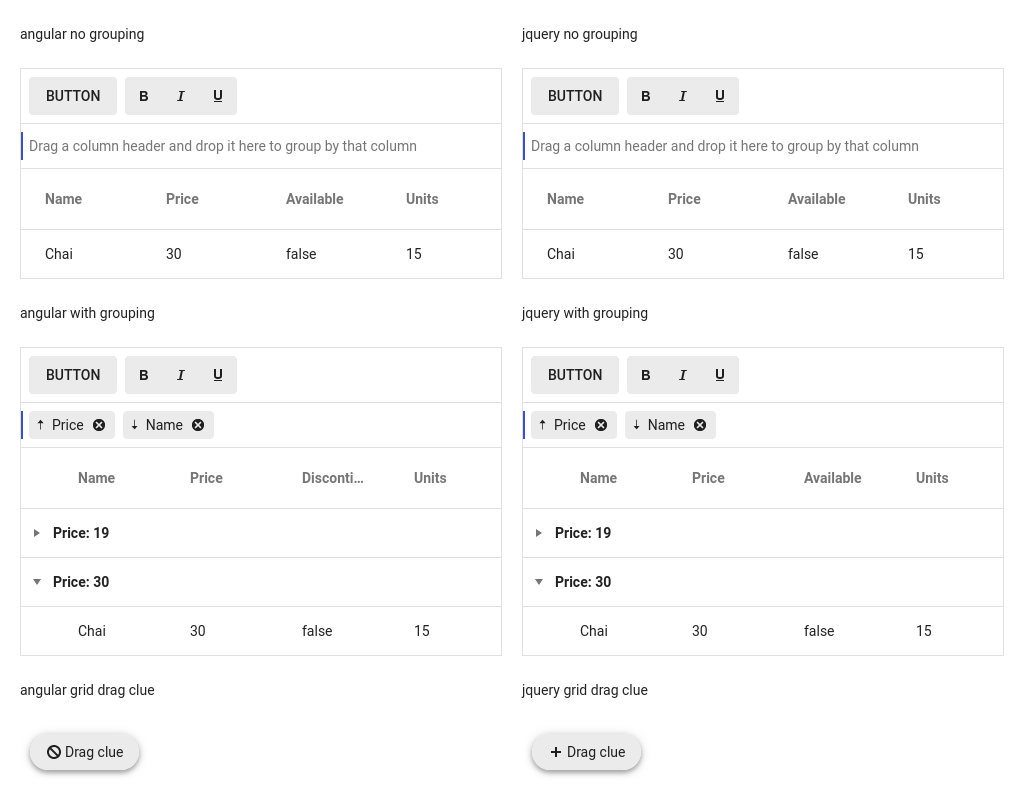 angular no grouping
BUTTON B I U
Drag a column header and drop it here to group by that column
Name Price Available Units
Chai 30 false 15
jquery no grouping
BUTTON B I U
Drag a column header and drop it here to group by that column
Name Price Available Units
Chai 30 false 15
angular with grouping
BUTTON B I U
Price Name
Name Price Disconti... Units
Price: 19
Price: 30
Chai 30 false 15
jquery with grouping
BUTTON B I U
Price Name
Name Price Available Units
Price: 19
Price: 30
Chai 30 false 15
angular grid drag clue
Drag clue
jquery grid drag clue
Drag clue